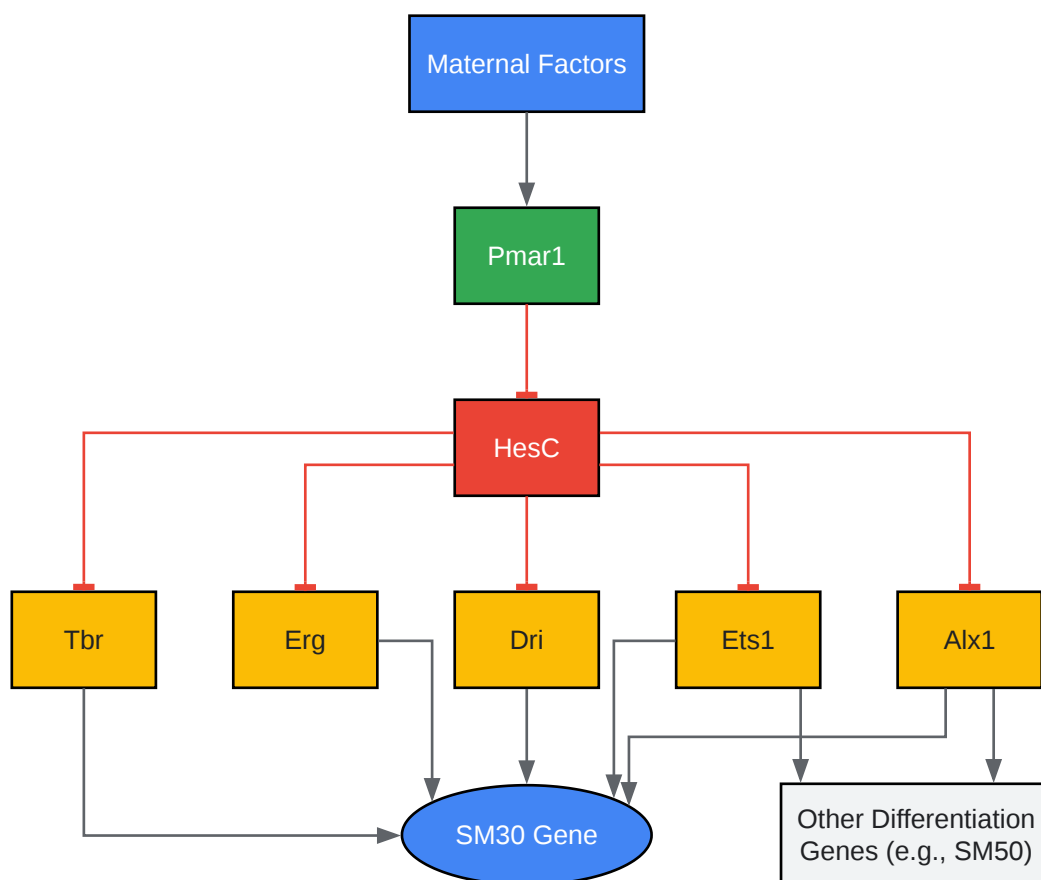 Maternal Factors
Pmar1
HesC
Tbr
Erg
Dri
Ets1
Alx1
SM30 Gene
Other Differentiation
Genes (e.g., SM50)